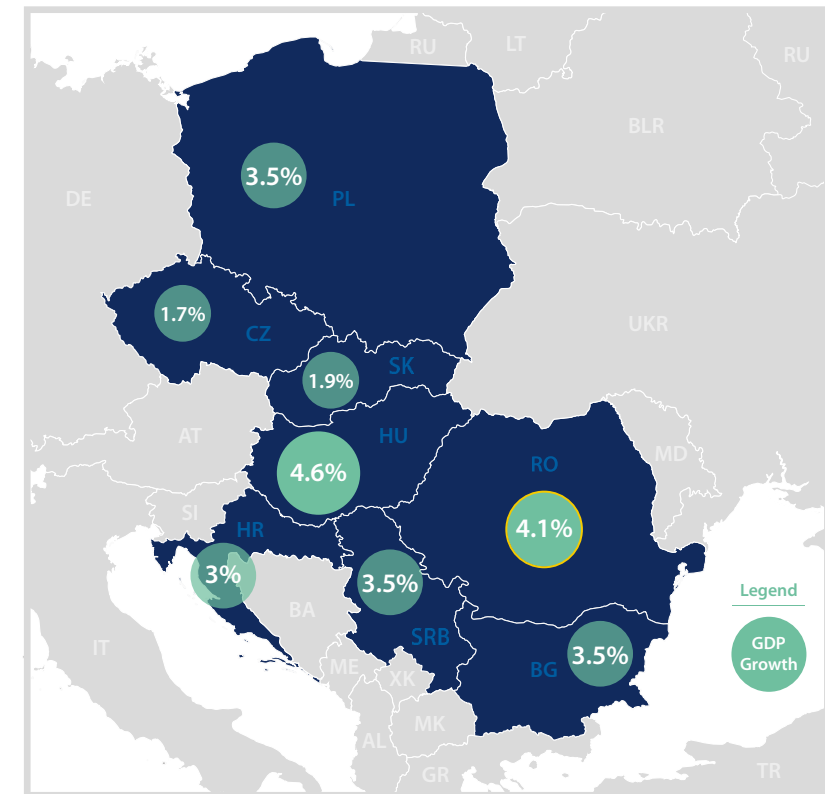 RU
LT
RU
BLR
3.5%
DE
PL
1.7%
CZ
UKR
SK
1.9%
AT
HU
MD
RO
4.6%
SI
HR
4.1%
3%
3.5%
Legend
BA
SRB
GDP
Growth
IT
3.5%
BG
ME
XK
MK
AL
GR
TR